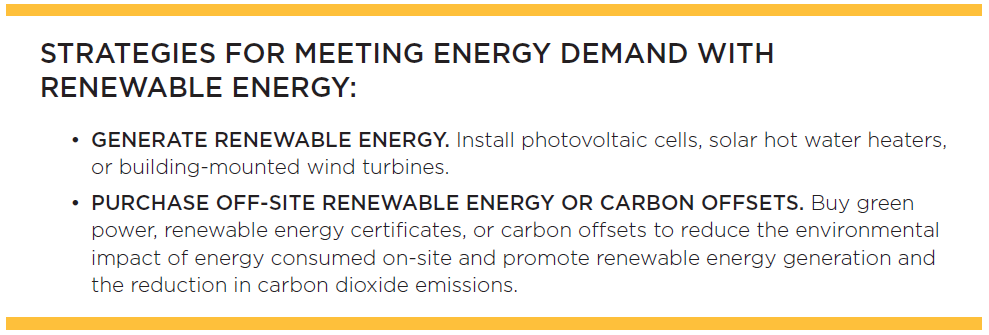 STRATEGIES FOR MEETING ENERGY DEMAND WITH
RENEWABLE ENERGY:
• GENERATE RENEWABLE ENERGY. Install photovoltaic cells, solar hot water heaters,
or building-mounted wind turbines.
• PURCHASE OFF-SITE RENEWABLE ENERGY OR CARBON OFFSETS. Buy green
power, renewable energy certificates, or carbon offsets to reduce the environmental
impact of energy consumed on-site and promote renewable energy generation and
the reduction in carbon dioxide emissions.